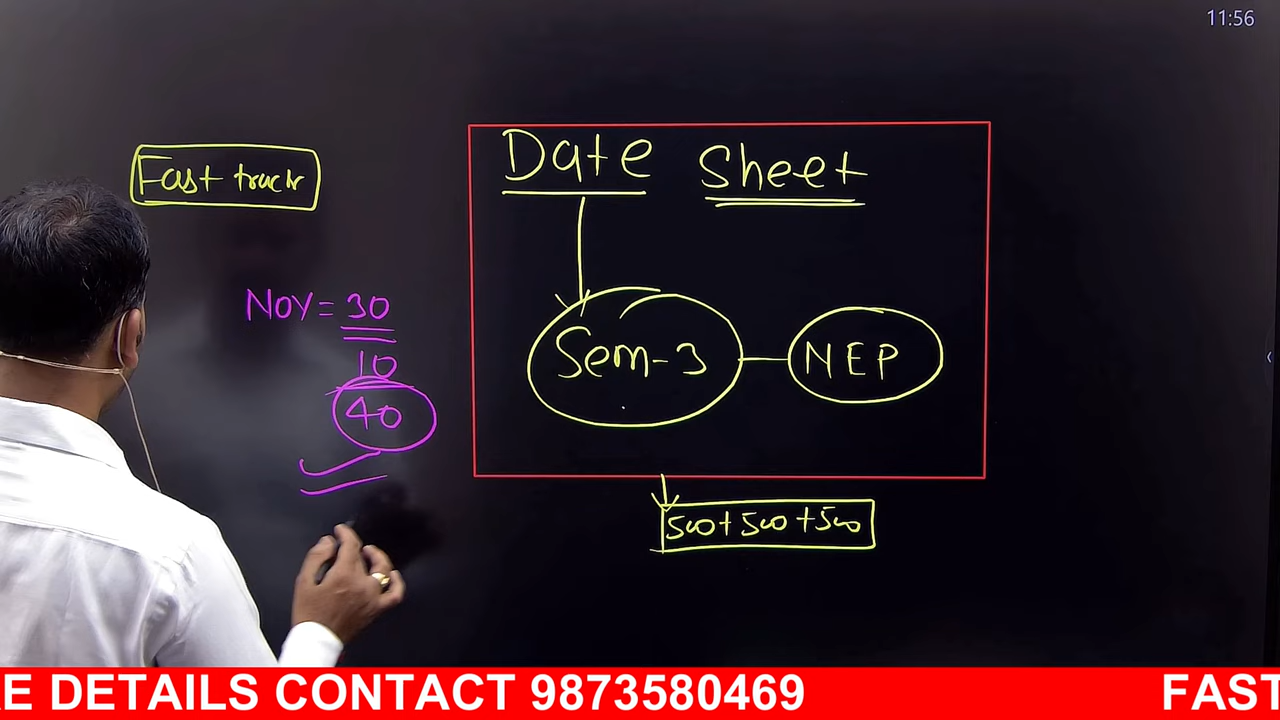 11:56
Date Sheet
Fast track
NOV = 30
10
40
Sem-3
NEP
500+500+500
RE DETAILS CONTACT 9873580469
FAST